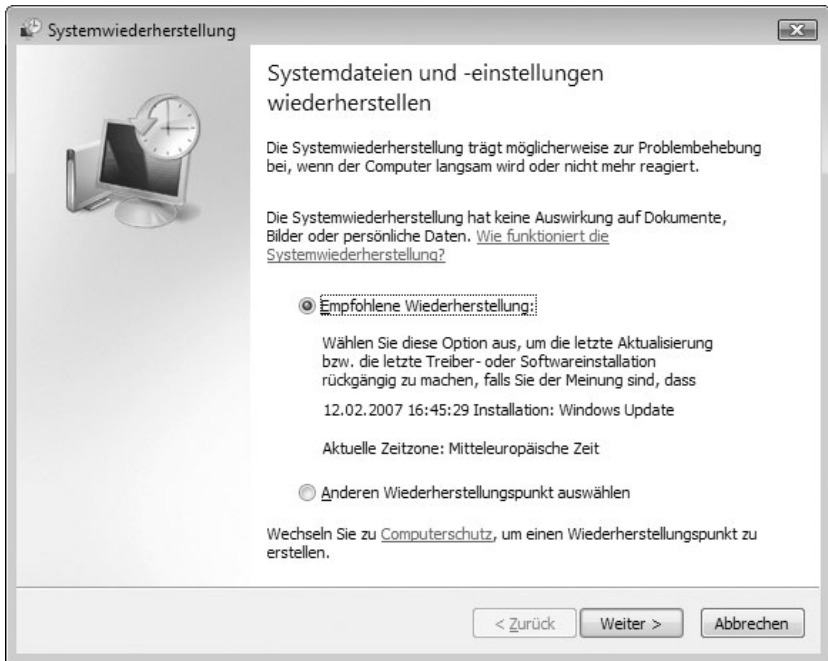 Systemwiederherstellung
Systemdateien und -einstellungen
wiederherstellen
Die Systemwiederherstellung trägt möglicherweise zur Problembehebung
bei, wenn der Computer langsam wird oder nicht mehr reagiert.
Die Systemwiederherstellung hat keine Auswirkung auf Dokumente,
Bilder oder persönliche Daten. Wie funktioniert die
Systemwiederherstellung?
Empfohlene Wiederherstellung:
Wählen Sie diese Option aus, um die letzte Aktualisierung
bzw. die letzte Treiber- oder Softwareinstallation
rückgängig zu machen, falls Sie der Meinung sind, dass
12.02.2007 16:45:29 Installation: Windows Update
Aktuelle Zeitzone: Mitteleuropäische Zeit
Anderen Wiederherstellungspunkt auswählen
Wechseln Sie zu Computerschutz, um einen Wiederherstellungspunkt zu
erstellen.
< Zurück Weiter > Abbrechen